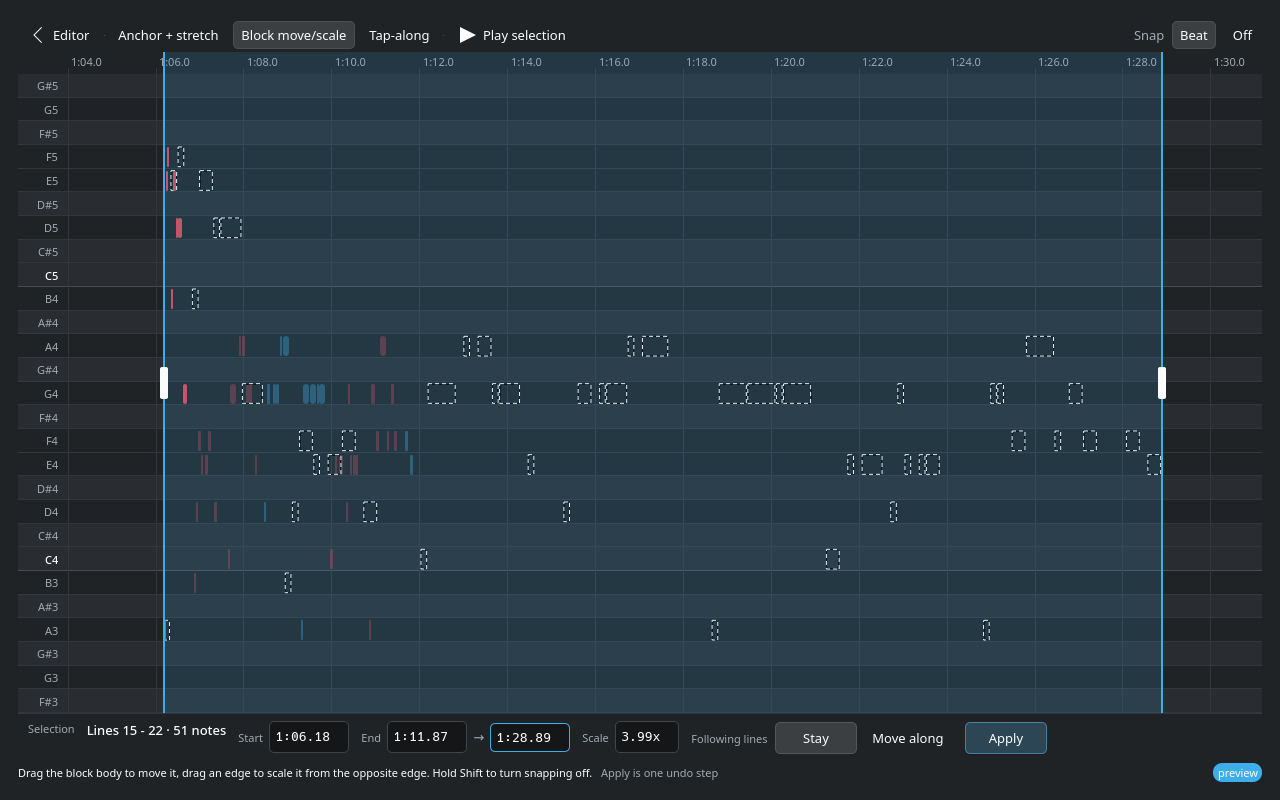 Editor · Anchor + stretch Block move/scale Tap-along · Play selection Snap Beat Off
1:04.0 1:06.0 1:08.0 1:10.0 1:12.0 1:14.0 1:16.0 1:18.0 1:20.0 1:22.0 1:24.0 1:26.0 1:28.0 1:30.0
G#5
G5
F#5
F5
E5
D#5
D5
C#5
C5
B4
A#4
A4
G#4
G4
F#4
F4
E4
D#4
D4
C#4
C4
B3
A#3
A3
G#3
G3
F#3
Selection Lines 15 - 22 · 51 notes Start 1:06.18 End 1:11.87 → 1:28.89 Scale 3.99x Following lines Stay Move along Apply
Drag the block body to move it, drag an edge to scale it from the opposite edge. Hold Shift to turn snapping off. Apply is one undo step preview